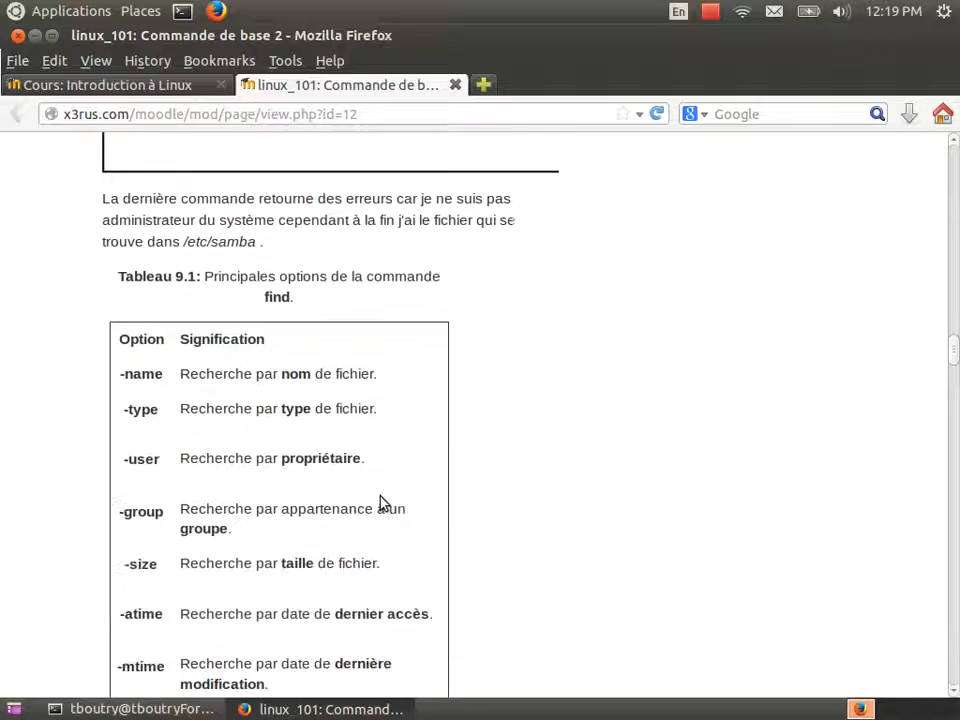 Applications Places En 12:19 PM
linux_101: Commande de base 2 - Mozilla Firefox
File Edit View History Bookmarks Tools Help
Cours: Introduction à Linux linux_101: Commande de b...
x3rus.com/moodle/mod/page/view.php?id=12 Google
La dernière commande retourne des erreurs car je ne suis pas
administrateur du système cependant à la fin j'ai le fichier qui se
trouve dans /etc/samba .
Tableau 9.1: Principales options de la commande
find.
Option Signification
-name Recherche par nom de fichier.
-type Recherche par type de fichier.
-user Recherche par propriétaire.
-group Recherche par appartenance à un
groupe.
-size Recherche par taille de fichier.
-atime Recherche par date de dernier accès.
-mtime Recherche par date de dernière
modification.
tboutry@tboutryFor... linux_101: Command...